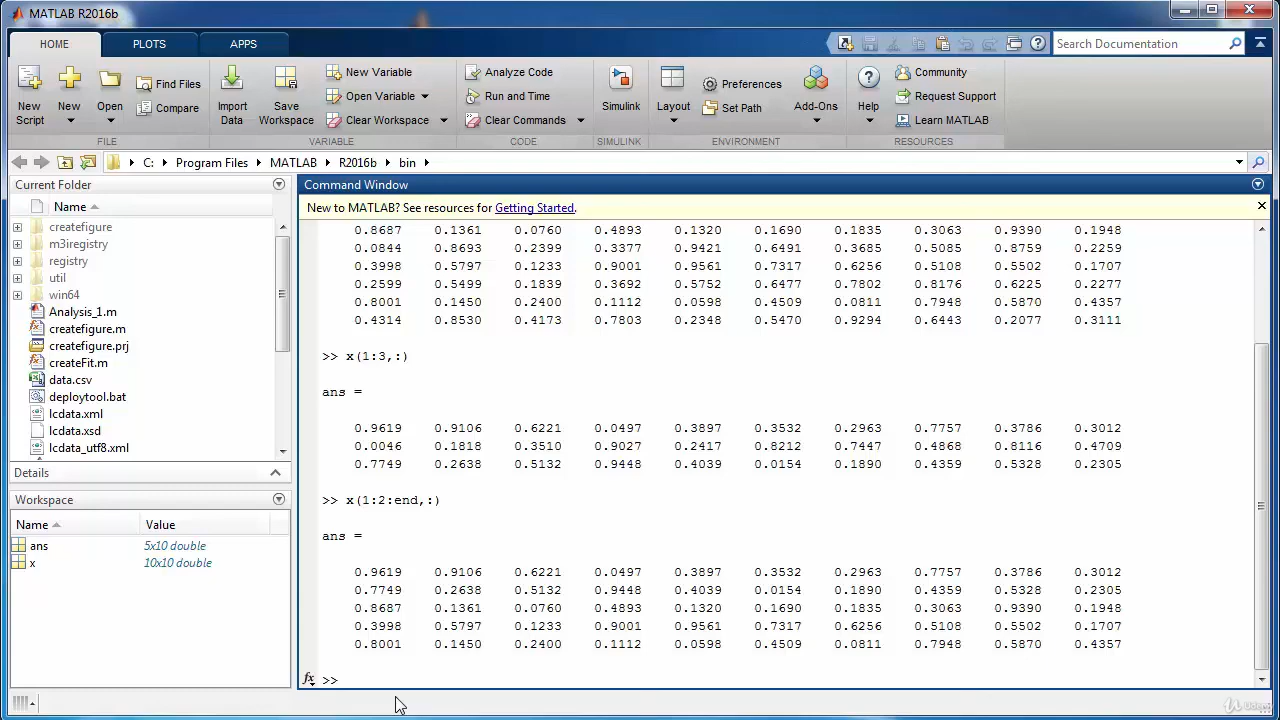 MATLAB R2016b
HOME PLOTS APPS
Search Documentation
New Script
New
Open
Find Files
Compare
Import Data
Save Workspace
New Variable
Open Variable
Clear Workspace
Analyze Code
Run and Time
Clear Commands
Simulink
Layout
Preferences
Set Path
Add-Ons
Help
Community
Request Support
Learn MATLAB
FILE VARIABLE CODE SIMULINK ENVIRONMENT RESOURCES
C: Program Files MATLAB R2016b bin
Current Folder
Name
createfigure
m3iregistry
registry
util
win64
Analysis_1.m
createfigure.m
createfigure.prj
createFit.m
data.csv
deploytool.bat
lcdata.xml
lcdata.xsd
lcdata_utf8.xml
Details
Workspace
Name Value
ans 5x10 double
x 10x10 double
Command Window
New to MATLAB? See resources for Getting Started.
0.8687 0.1361 0.0760 0.4893 0.1320 0.1690 0.1835 0.3063 0.9390 0.1948
0.0844 0.8693 0.2399 0.3377 0.9421 0.6491 0.3685 0.5085 0.8759 0.2259
0.3998 0.5797 0.1233 0.9001 0.9561 0.7317 0.6256 0.5108 0.5502 0.1707
0.2599 0.5499 0.1839 0.3692 0.5752 0.6477 0.7802 0.8176 0.6225 0.2277
0.8001 0.1450 0.2400 0.1112 0.0598 0.4509 0.0811 0.7948 0.5870 0.4357
0.4314 0.8530 0.4173 0.7803 0.2348 0.5470 0.9294 0.6443 0.2077 0.3111
>> x(1:3,:)
ans =
0.9619 0.9106 0.6221 0.0497 0.3897 0.3532 0.2963 0.7757 0.3786 0.3012
0.0046 0.1818 0.3510 0.9027 0.2417 0.8212 0.7447 0.4868 0.8116 0.4709
0.7749 0.2638 0.5132 0.9448 0.4039 0.0154 0.1890 0.4359 0.5328 0.2305
>> x(1:2:end,:)
ans =
0.9619 0.9106 0.6221 0.0497 0.3897 0.3532 0.2963 0.7757 0.3786 0.3012
0.7749 0.2638 0.5132 0.9448 0.4039 0.0154 0.1890 0.4359 0.5328 0.2305
0.8687 0.1361 0.0760 0.4893 0.1320 0.1690 0.1835 0.3063 0.9390 0.1948
0.3998 0.5797 0.1233 0.9001 0.9561 0.7317 0.6256 0.5108 0.5502 0.1707
0.8001 0.1450 0.2400 0.1112 0.0598 0.4509 0.0811 0.7948 0.5870 0.4357
fx >>
Udemy